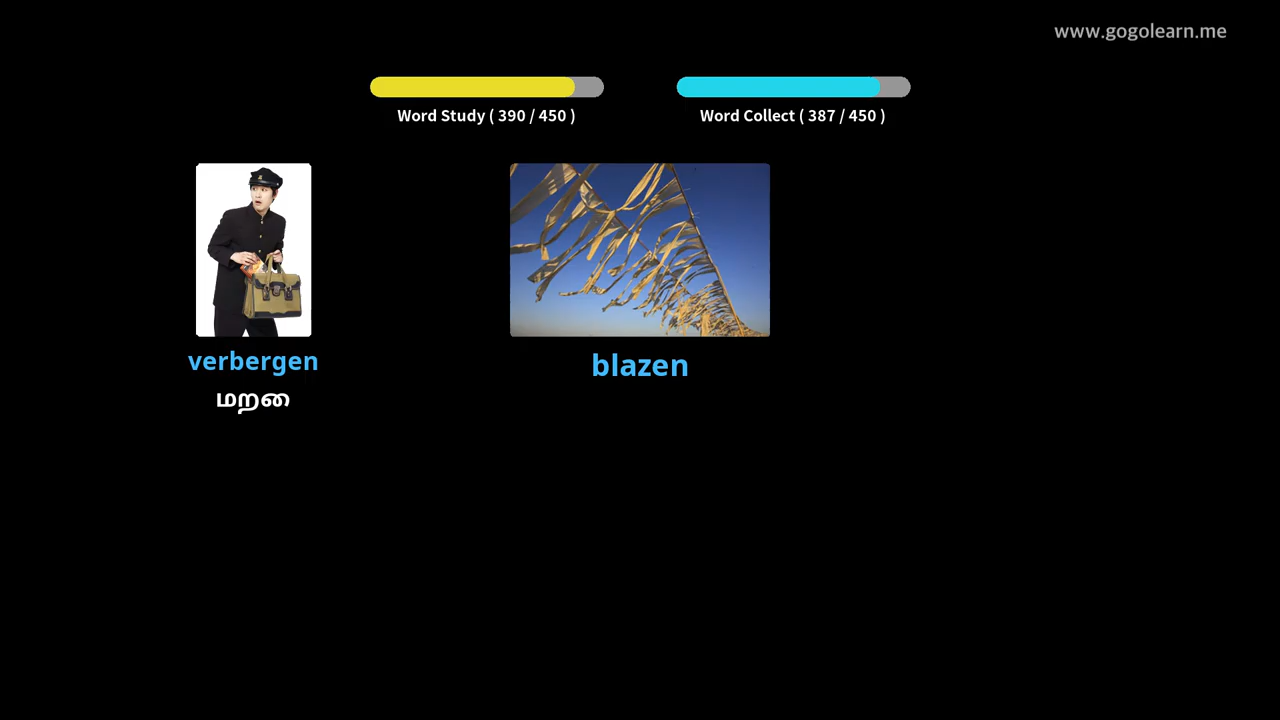 www.gogolearn.me
Word Study ( 390 / 450 )
Word Collect ( 387 / 450 )
verbergen
மறை
blazen